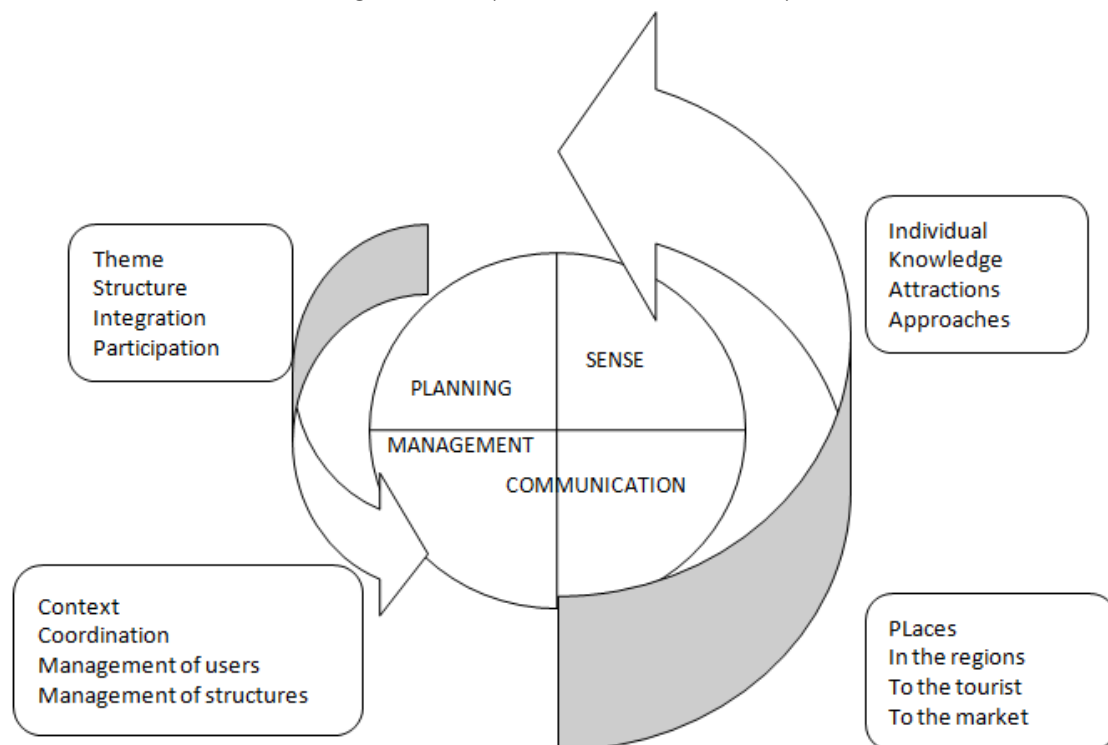 Theme
Structure
Integration
Participation
Individual
Knowledge
Attractions
Approaches
SENSE
PLANNING
MANAGEMENT
COMMUNICATION
Context
Coordination
Management of users
Management of structures
PLaces
In the regions
To the tourist
To the market